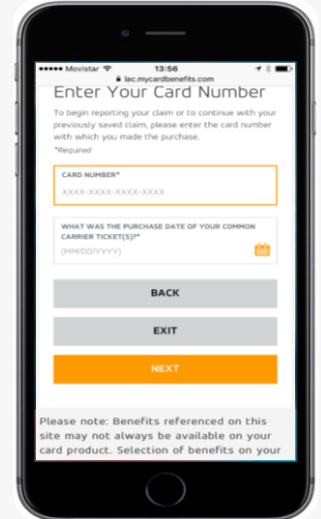 Movistar 13:56
lac.mycardbenefits.com
Enter Your Card Number
To begin reporting your claim or to continue with your
previously saved claim, please enter the card number
with which you made the purchase.
*Required
CARD NUMBER*
XXXX-XXXX-XXXX-XXXX
WHAT WAS THE PURCHASE DATE OF YOUR COMMON
CARRIER TICKET(S)?*
(MM/DD/YYYY)
BACK
EXIT
NEXT
Please note: Benefits referenced on this
site may not always be available on your
card product. Selection of benefits on your